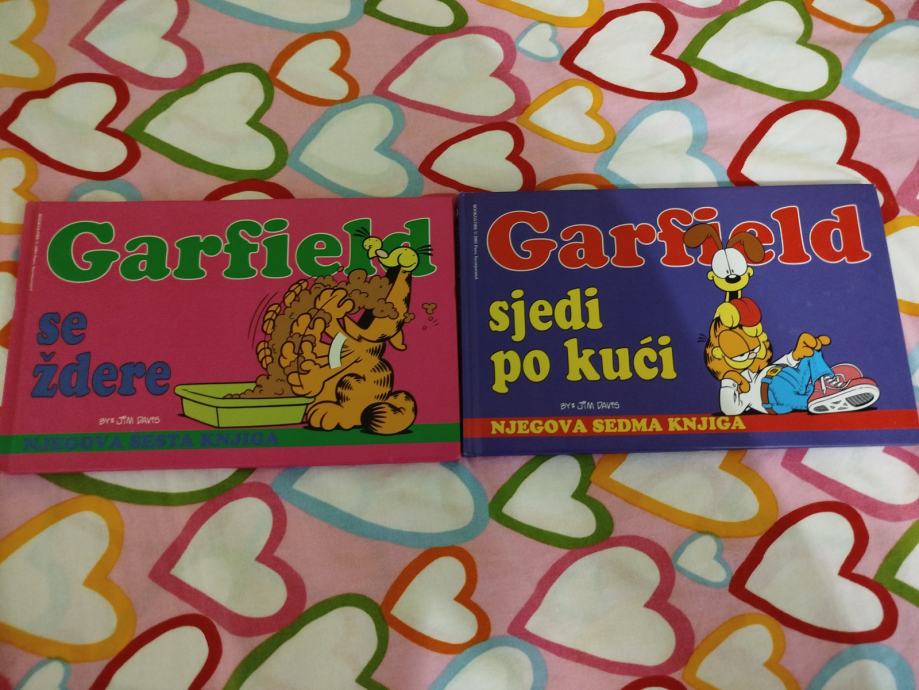 Garfield
se
ždere
BY: JIM DAVIS
NJEGOVA ŠESTA KNJIGA
Garfield
sjedi
po kući
BY: JIM DAVIS
NJEGOVA SEDMA KNJIGA